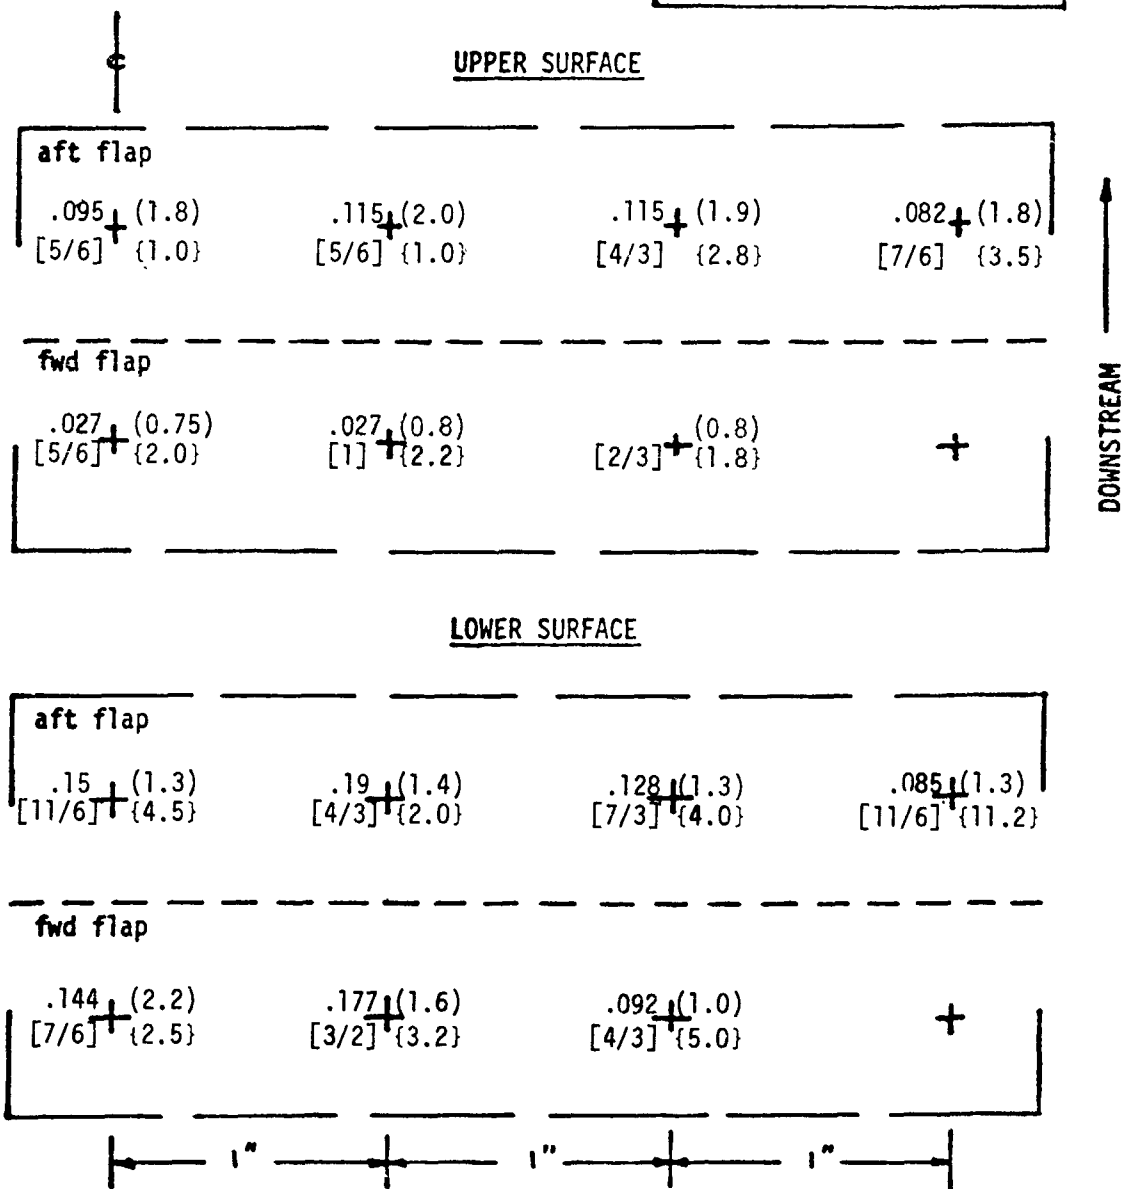 UPPER SURFACE
aft flap
.095 (1.8) .115 (2.0) .115 (1.9) .082 (1.8)
[5/6] {1.0} [5/6] {1.0} [4/3] {2.8} [7/6] {3.5}
fwd flap
.027 (0.75) .027 (0.8) (0.8)
[5/6] {2.0} [1] {2.2} [2/3] {1.8}
DOWNSTREAM
LOWER SURFACE
aft flap
.15 (1.3) .19 (1.4) .128 (1.3) .085 (1.3)
[11/6] {4.5} [4/3] {2.0} [7/3] {4.0} [11/6] {11.2}
fwd flap
.144 (2.2) .177 (1.6) .092 (1.0)
[7/6] {2.5} [3/2] {3.2} [4/3] {5.0}
1" 1" 1"